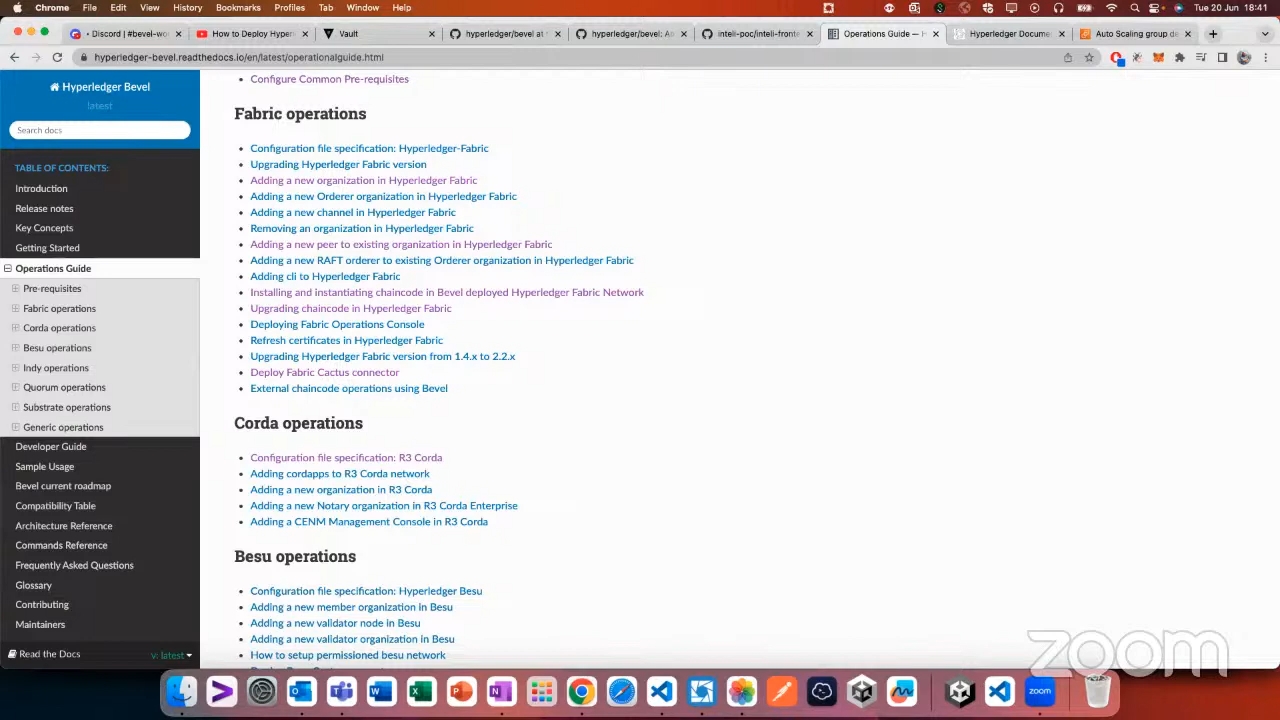 Chrome File Edit View History Bookmarks Profiles Tab Window Help Tue 20 Jun 18:41
• Discord | #bevel-wo How to Deploy Hypers Vault hyperledger/bevel at hyperledger/bevel: A inteli-poc/inteli-fronte Operations Guide — H Hyperledger Docume Auto Scaling group de
hyperledger-bevel.readthedocs.io/en/latest/operationalguide.html
Hyperledger Bevel
latest
Search docs
TABLE OF CONTENTS:
Introduction
Release notes
Key Concepts
Getting Started
Operations Guide
Pre-requisites
Fabric operations
Corda operations
Besu operations
Indy operations
Quorum operations
Substrate operations
Generic operations
Developer Guide
Sample Usage
Bevel current roadmap
Compatibility Table
Architecture Reference
Commands Reference
Frequently Asked Questions
Glossary
Contributing
Maintainers
Read the Docs v: latest
Configure Common Pre-requisites
Fabric operations
Configuration file specification: Hyperledger-Fabric
Upgrading Hyperledger Fabric version
Adding a new organization in Hyperledger Fabric
Adding a new Orderer organization in Hyperledger Fabric
Adding a new channel in Hyperledger Fabric
Removing an organization in Hyperledger Fabric
Adding a new peer to existing organization in Hyperledger Fabric
Adding a new RAFT orderer to existing Orderer organization in Hyperledger Fabric
Adding cli to Hyperledger Fabric
Installing and instantiating chaincode in Bevel deployed Hyperledger Fabric Network
Upgrading chaincode in Hyperledger Fabric
Deploying Fabric Operations Console
Refresh certificates in Hyperledger Fabric
Upgrading Hyperledger Fabric version from 1.4.x to 2.2.x
Deploy Fabric Cactus connector
External chaincode operations using Bevel
Corda operations
Configuration file specification: R3 Corda
Adding cordapps to R3 Corda network
Adding a new organization in R3 Corda
Adding a new Notary organization in R3 Corda Enterprise
Adding a CENM Management Console in R3 Corda
Besu operations
Configuration file specification: Hyperledger Besu
Adding a new member organization in Besu
Adding a new validator node in Besu
Adding a new validator organization in Besu
How to setup permissioned besu network
zoom
zoom